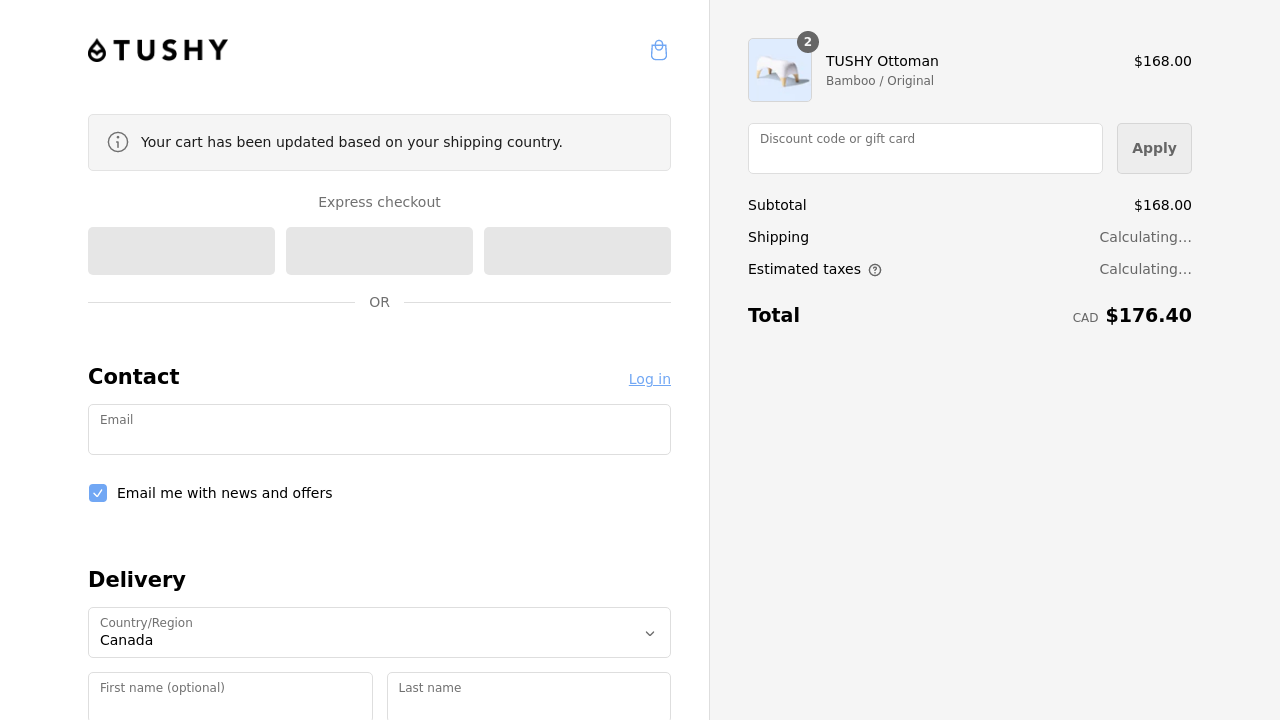 TUSHY
Your cart has been updated based on your shipping country.
Express checkout
OR
Contact
Log in
Email
Email me with news and offers
Delivery
Country/Region
Canada
First name (optional)
Last name
2
TUSHY Ottoman
$168.00
Bamboo / Original
Discount code or gift card
Apply
Subtotal
$168.00
Shipping
Calculating…
Estimated taxes
Calculating…
Total
CAD $176.40